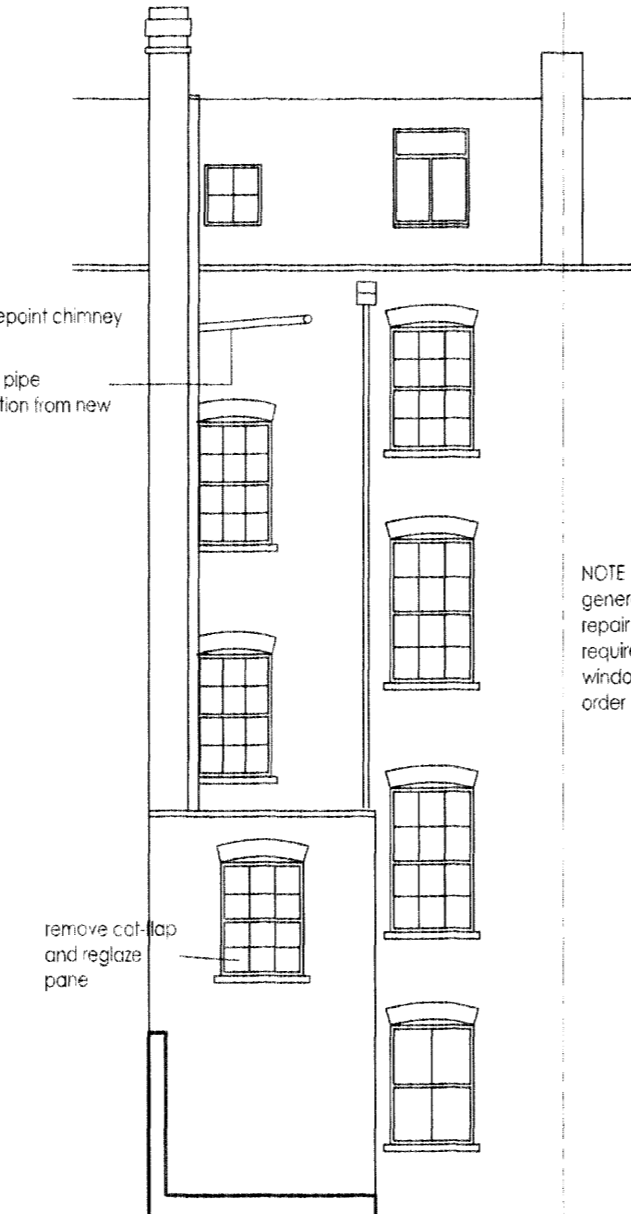 epoint chimney
pipe
tion from new
remove cat-flap
and reglaze
pane
NOTE
gener
repair
require
windo
order